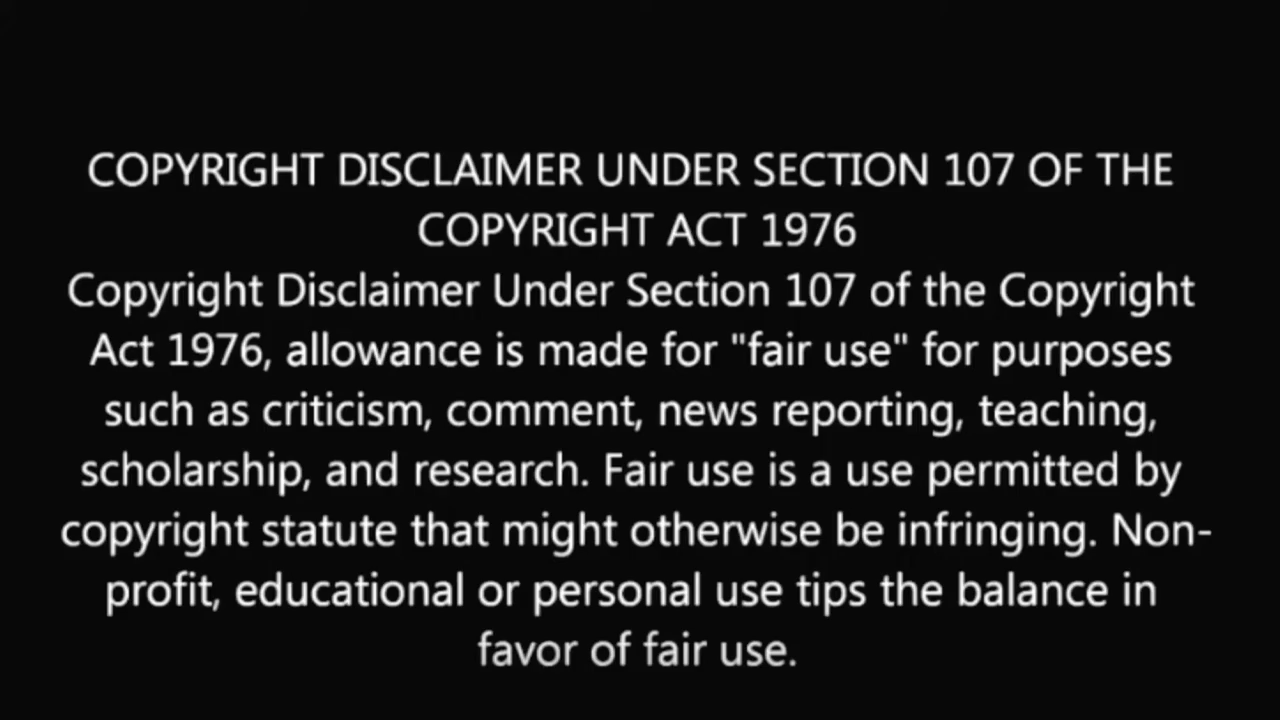 COPYRIGHT DISCLAIMER UNDER SECTION 107 OF THE
COPYRIGHT ACT 1976
Copyright Disclaimer Under Section 107 of the Copyright
Act 1976, allowance is made for "fair use" for purposes
such as criticism, comment, news reporting, teaching,
scholarship, and research. Fair use is a use permitted by
copyright statute that might otherwise be infringing. Non-
profit, educational or personal use tips the balance in
favor of fair use.